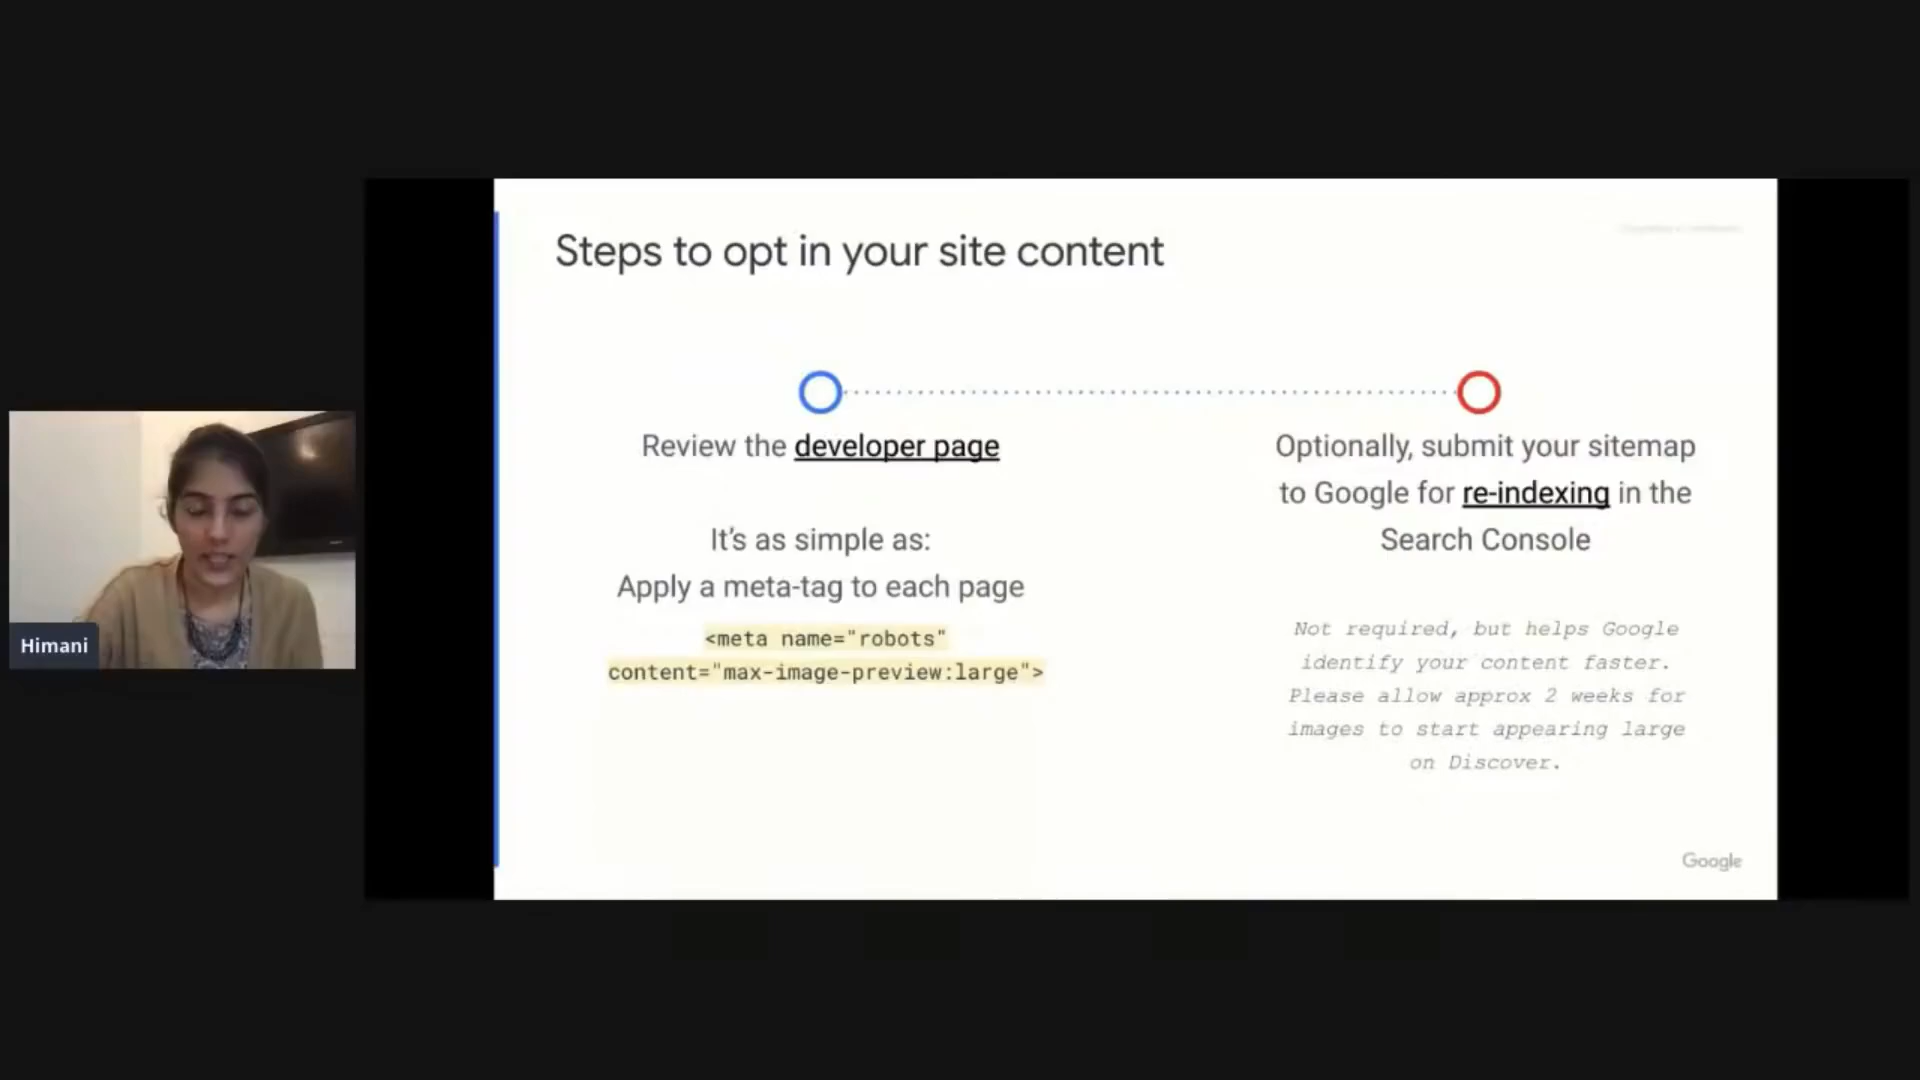 Steps to opt in your site content
Review the developer page
It's as simple as:
Apply a meta-tag to each page
<meta name="robots"
content="max-image-preview:large">
Optionally, submit your sitemap
to Google for re-indexing in the
Search Console
Not required, but helps Google
identify your content faster.
Please allow approx 2 weeks for
images to start appearing large
on Discover.
Google
Himani